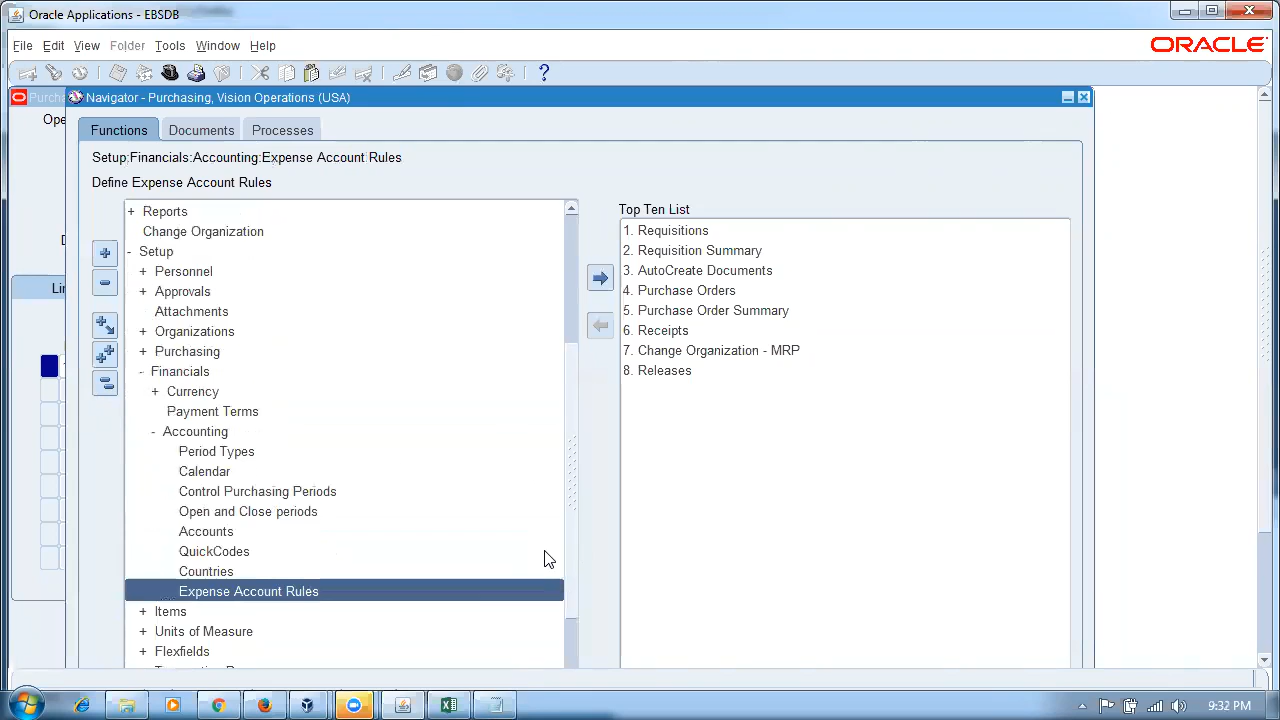 Oracle Applications - EBSDB
File Edit View Folder Tools Window Help
ORACLE
Navigator - Purchasing, Vision Operations (USA)
Functions Documents Processes
Setup:Financials:Accounting:Expense Account Rules
Define Expense Account Rules
+ Reports
Change Organization
- Setup
+ Personnel
+ Approvals
Attachments
+ Organizations
+ Purchasing
- Financials
+ Currency
Payment Terms
- Accounting
Period Types
Calendar
Control Purchasing Periods
Open and Close periods
Accounts
QuickCodes
Countries
Expense Account Rules
+ Items
+ Units of Measure
+ Flexfields
Top Ten List
1. Requisitions
2. Requisition Summary
3. AutoCreate Documents
4. Purchase Orders
5. Purchase Order Summary
6. Receipts
7. Change Organization - MRP
8. Releases
9:32 PM